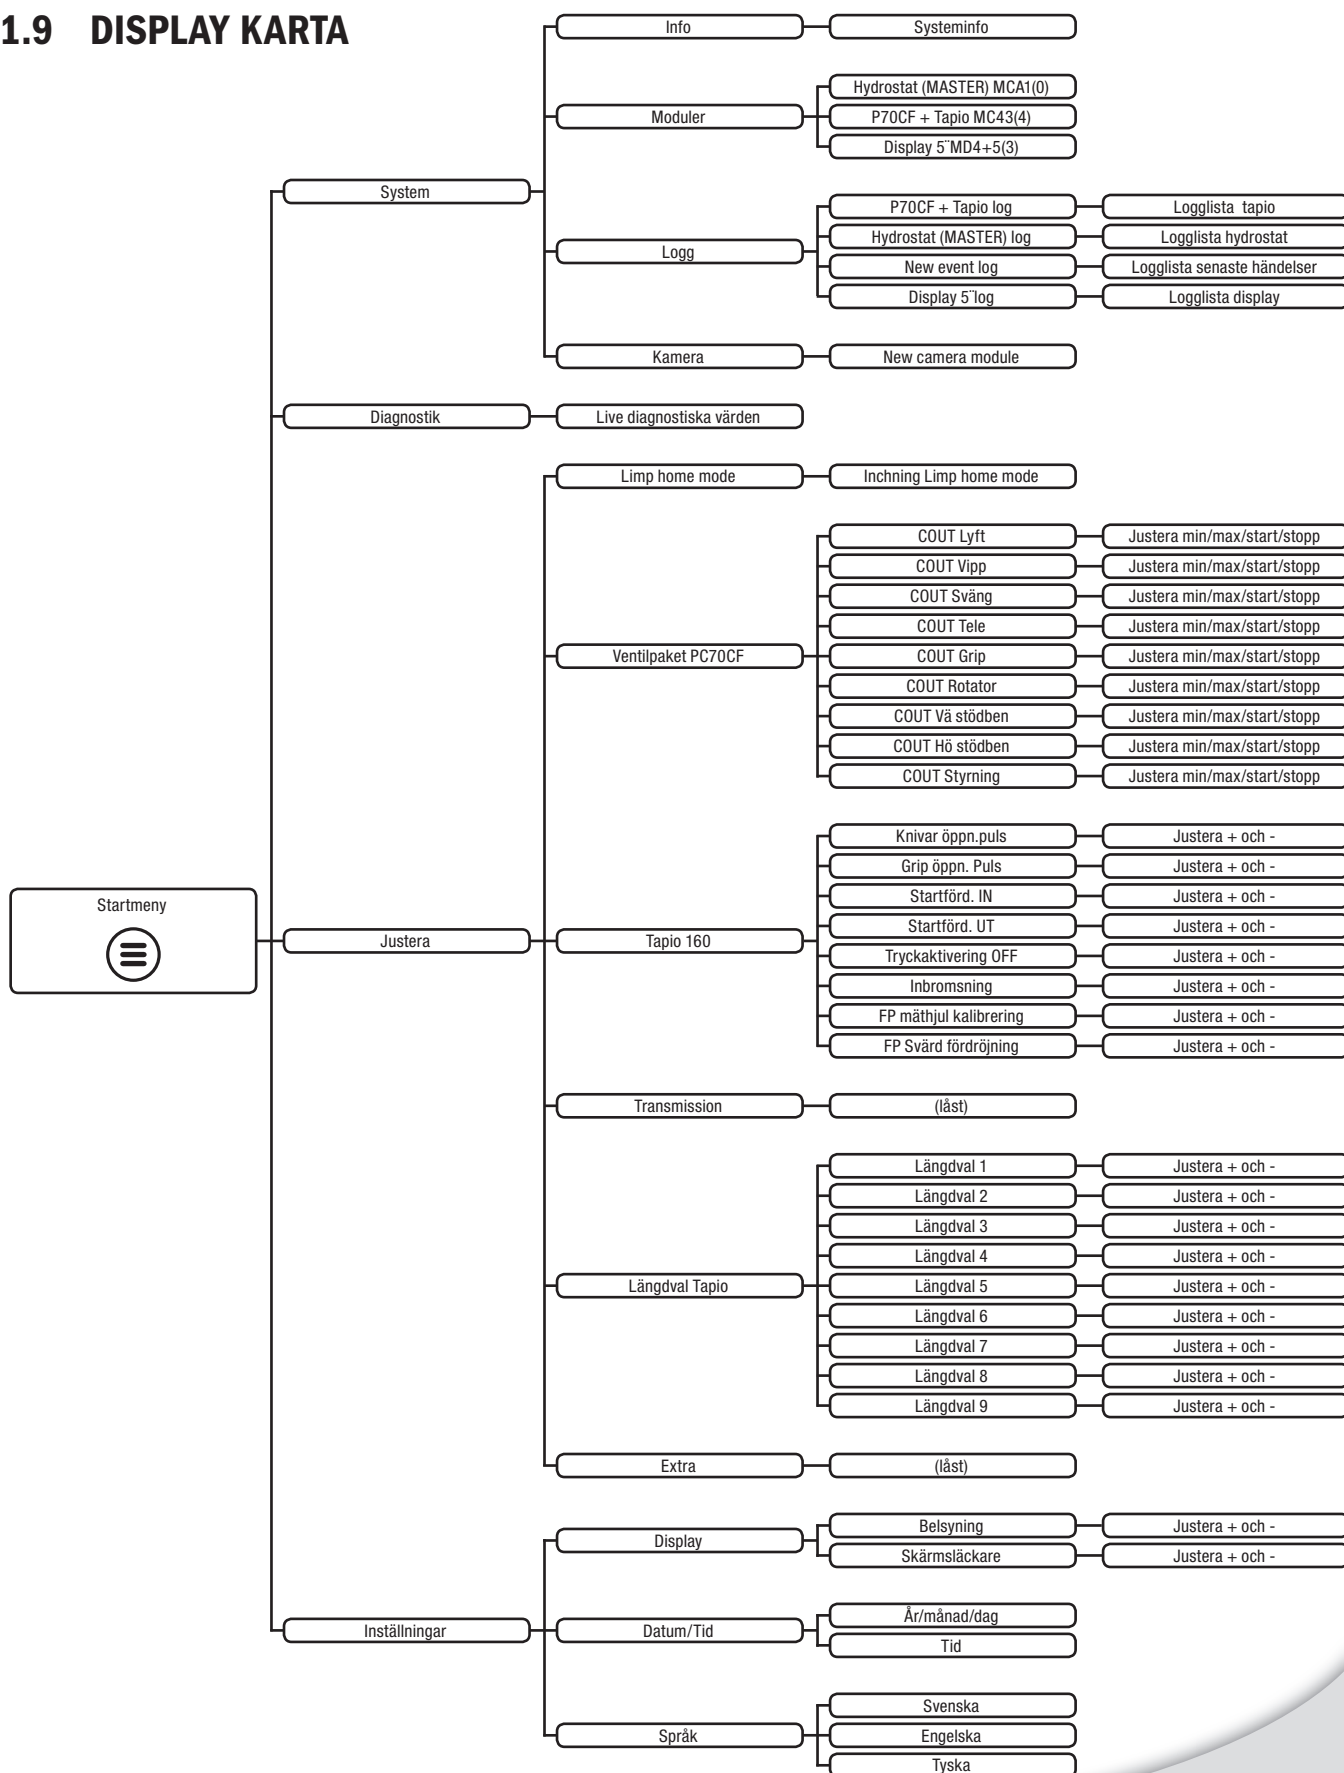 1.9 DISPLAY KARTA
Startmeny
System
Info
Systeminfo
Moduler
Hydrostat (MASTER) MCA1(0)
P70CF + Tapio MC43(4)
Display 5¨MD4+5(3)
Logg
P70CF + Tapio log
Logglista tapio
Hydrostat (MASTER) log
Logglista hydrostat
New event log
Logglista senaste händelser
Display 5¨log
Logglista display
Kamera
New camera module
Diagnostik
Live diagnostiska värden
Justera
Limp home mode
Inchning Limp home mode
Ventilpaket PC70CF
COUT Lyft
Justera min/max/start/stopp
COUT Vipp
Justera min/max/start/stopp
COUT Sväng
Justera min/max/start/stopp
COUT Tele
Justera min/max/start/stopp
COUT Grip
Justera min/max/start/stopp
COUT Rotator
Justera min/max/start/stopp
COUT Vä stödben
Justera min/max/start/stopp
COUT Hö stödben
Justera min/max/start/stopp
COUT Styrning
Justera min/max/start/stopp
Tapio 160
Knivar öppn.puls
Justera + och -
Grip öppn. Puls
Justera + och -
Startförd. IN
Justera + och -
Startförd. UT
Justera + och -
Tryckaktivering OFF
Justera + och -
Inbromsning
Justera + och -
FP mäthjul kalibrering
Justera + och -
FP Svärd fördröjning
Justera + och -
Transmission
(låst)
Längdval Tapio
Längdval 1
Justera + och -
Längdval 2
Justera + och -
Längdval 3
Justera + och -
Längdval 4
Justera + och -
Längdval 5
Justera + och -
Längdval 6
Justera + och -
Längdval 7
Justera + och -
Längdval 8
Justera + och -
Längdval 9
Justera + och -
Extra
(låst)
Inställningar
Display
Belsyning
Justera + och -
Skärmsläckare
Justera + och -
Datum/Tid
År/månad/dag
Tid
Språk
Svenska
Engelska
Tyska